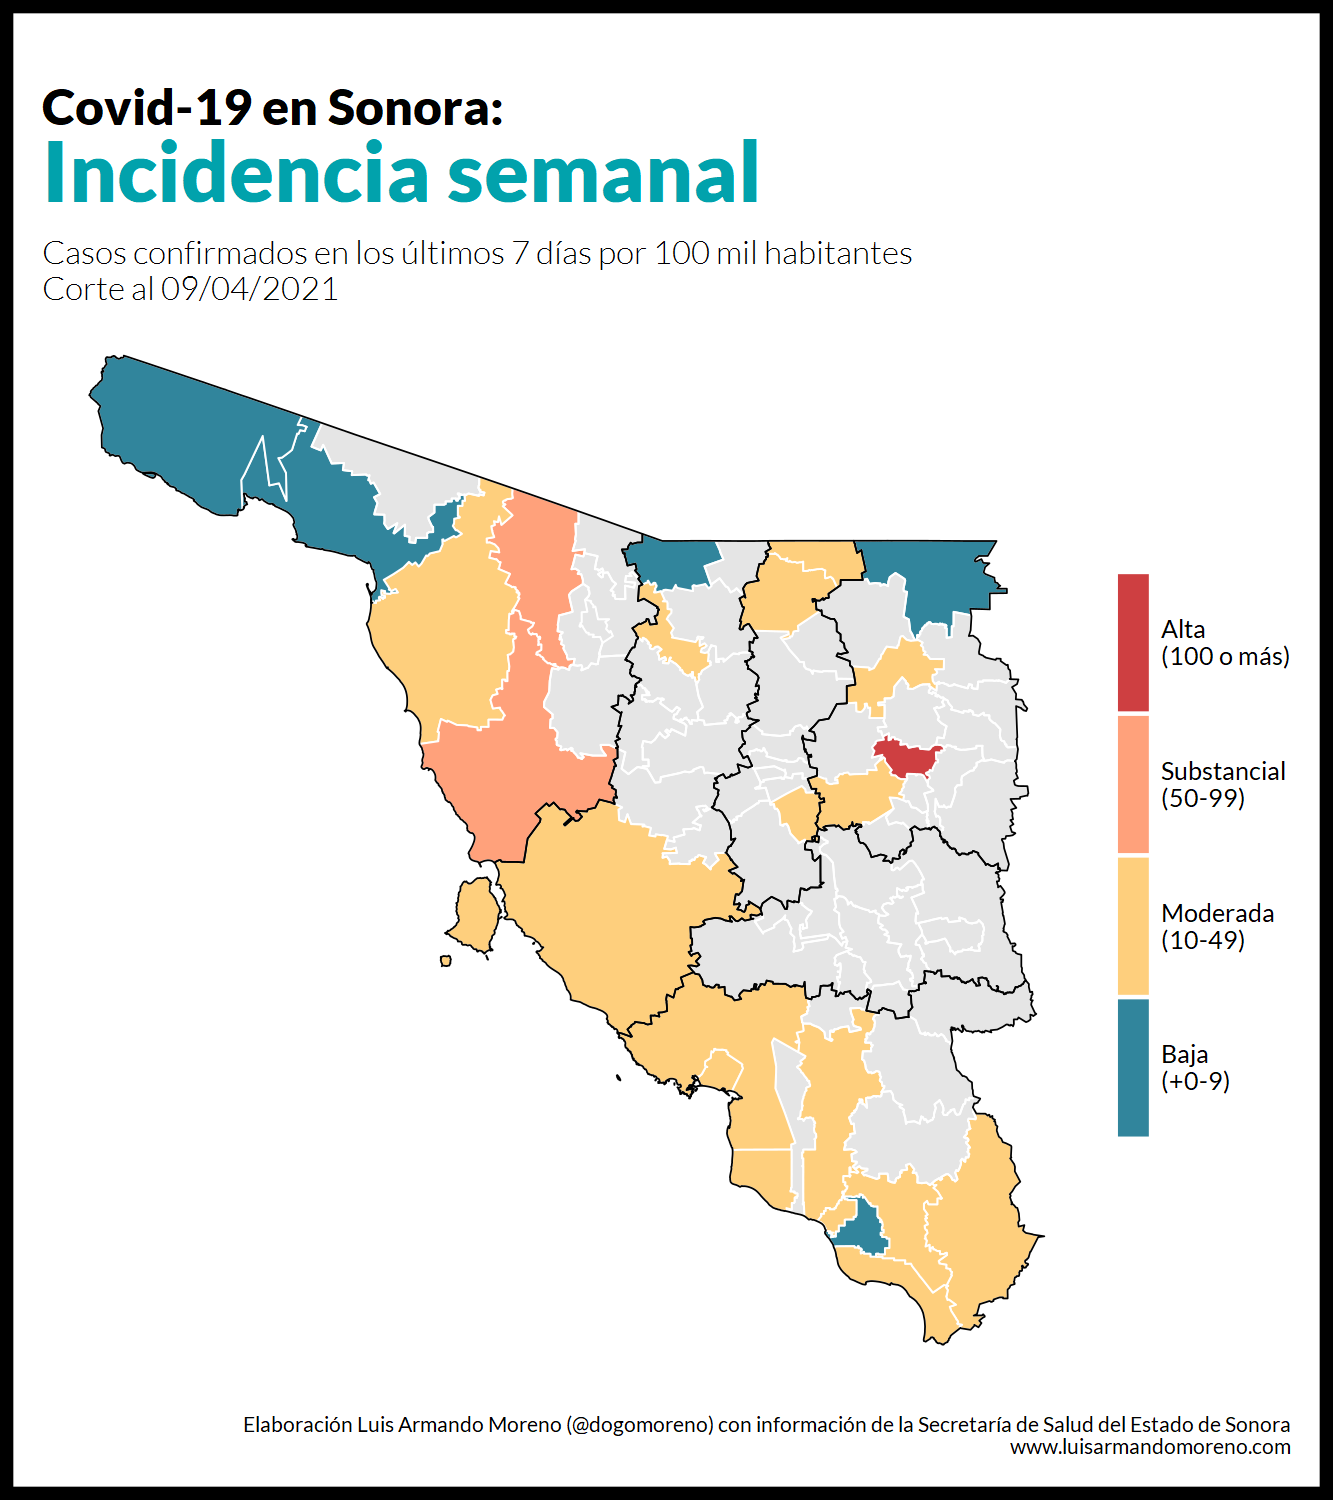 Covid-19 en Sonora:
Incidencia semanal
Casos confirmados en los últimos 7 días por 100 mil habitantes
Corte al 09/04/2021
Alta
(100 o más)
Substancial
(50-99)
Moderada
(10-49)
Baja
(+0-9)
Elaboración Luis Armando Moreno (@dogomoreno) con información de la Secretaría de Salud del Estado de Sonora
www.luisarmandomoreno.com